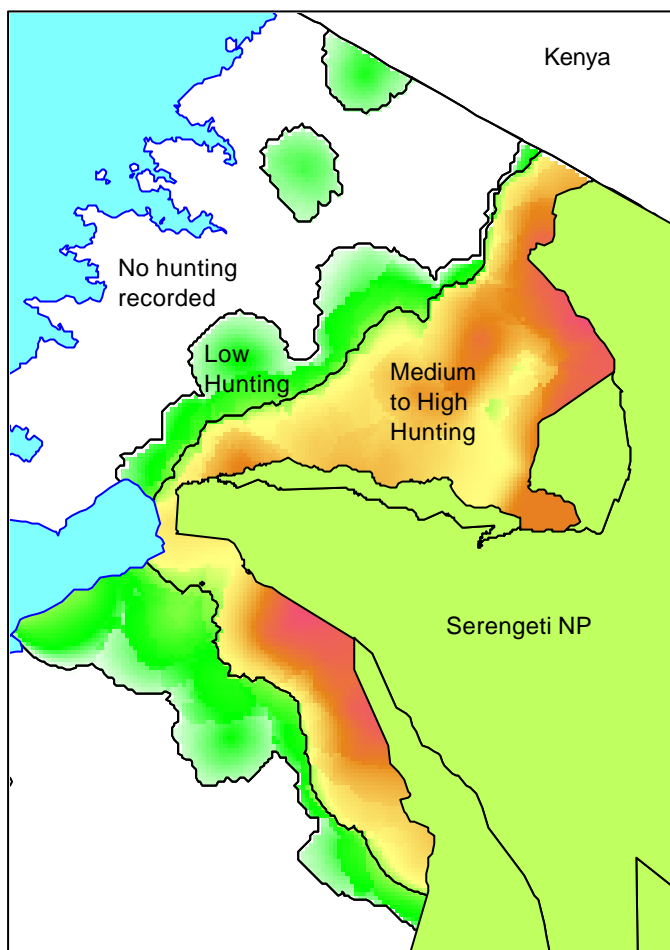 Kenya
No hunting
recorded
Low
Hunting
Medium
to High
Hunting
Serengeti NP